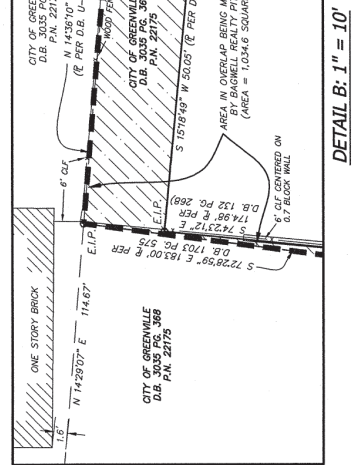 ONE STORY BRICK
1.6'
N 14°29'07" E 114.67'
6' CLF
E.I.P.
E.I.P.
CITY OF GREENVILLE
D.B. 3035 PG. 368
P.N. 22175
S 72°28'59" E 183.00' PER
D.B. 1703 PG. 575
S 74°23'12" E
174.98' ℞ PER
D.B. 132 PG. 268)
6' CLF CENTERED ON
0.7 BLOCK WALL
CITY OF GREEN
D.B. 3035 PG
P.N. 221
N 14°36'10"
(℞ PER D.B. U-
WOOD FEN
CITY OF GREENVILLE
D.B. 3035 PG. 36
P.N. 22175
S 15°18'49" W 50.05' (℞ PER D
AREA IN OVERLAP BEING M
BY BAGWELL REALTY PI
(AREA = 1,034.6 SQUAR
DETAIL B: 1" = 10'